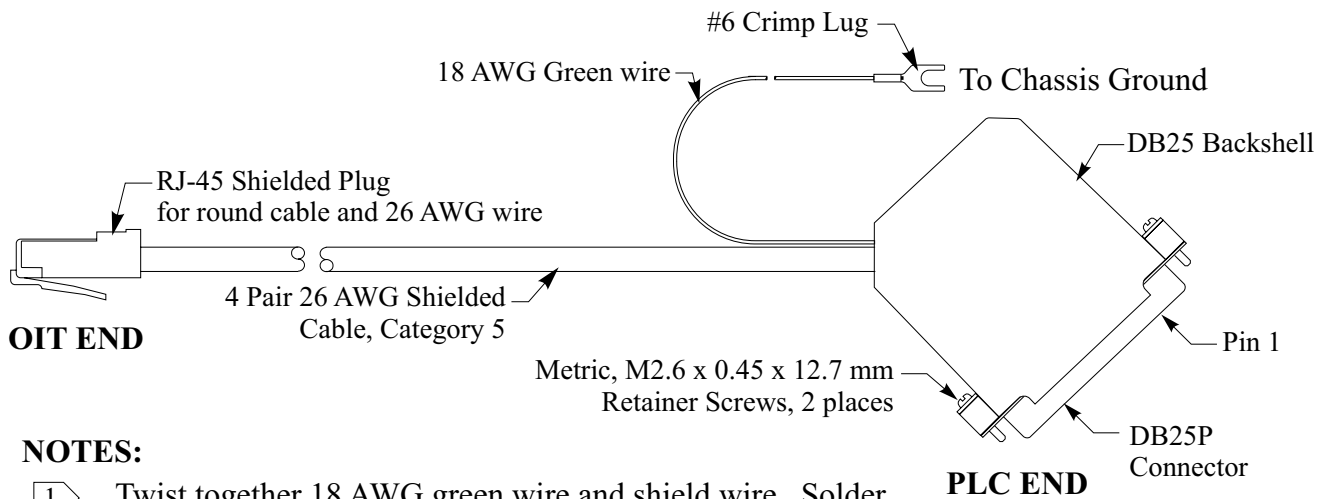 #6 Crimp Lug
18 AWG Green wire
To Chassis Ground
DB25 Backshell
RJ-45 Shielded Plug
for round cable and 26 AWG wire
4 Pair 26 AWG Shielded
Cable, Category 5
OIT END
Pin 1
Metric, M2.6 x 0.45 x 12.7 mm
Retainer Screws, 2 places
DB25P
Connector
PLC END
NOTES:
1 Twist together 18 AWG green wire and shield wire. Solder